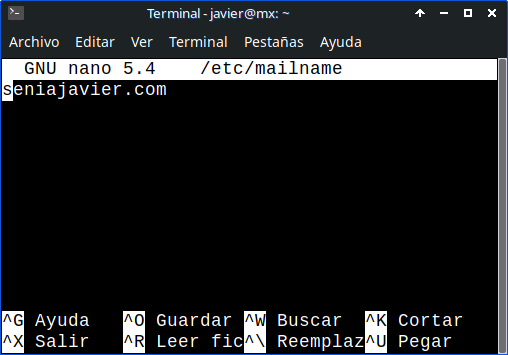 Terminal - javier@mx: ~
Archivo Editar Ver Terminal Pestañas Ayuda
GNU nano 5.4 /etc/mailname
seniajavier.com
^G Ayuda ^O Guardar ^W Buscar ^K Cortar
^X Salir ^R Leer fic^\ Reemplaz^U Pegar